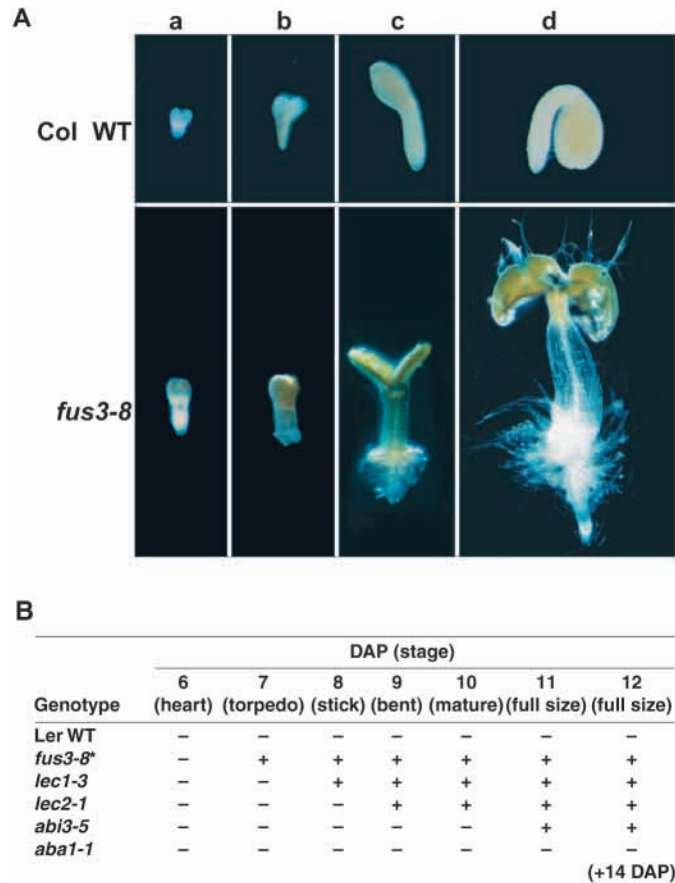 A
a b c d
Col WT
fus3-8
B
DAP (stage)
6 7 8 9 10 11 12
Genotype (heart) (torpedo) (stick) (bent) (mature) (full size) (full size)
Ler WT – – – – – – –
fus3-8* – + + + + + +
lec1-3 – – + + + + +
lec2-1 – – – + + + +
abi3-5 – – – – – + +
aba1-1 – – – – – – –
(+14 DAP)